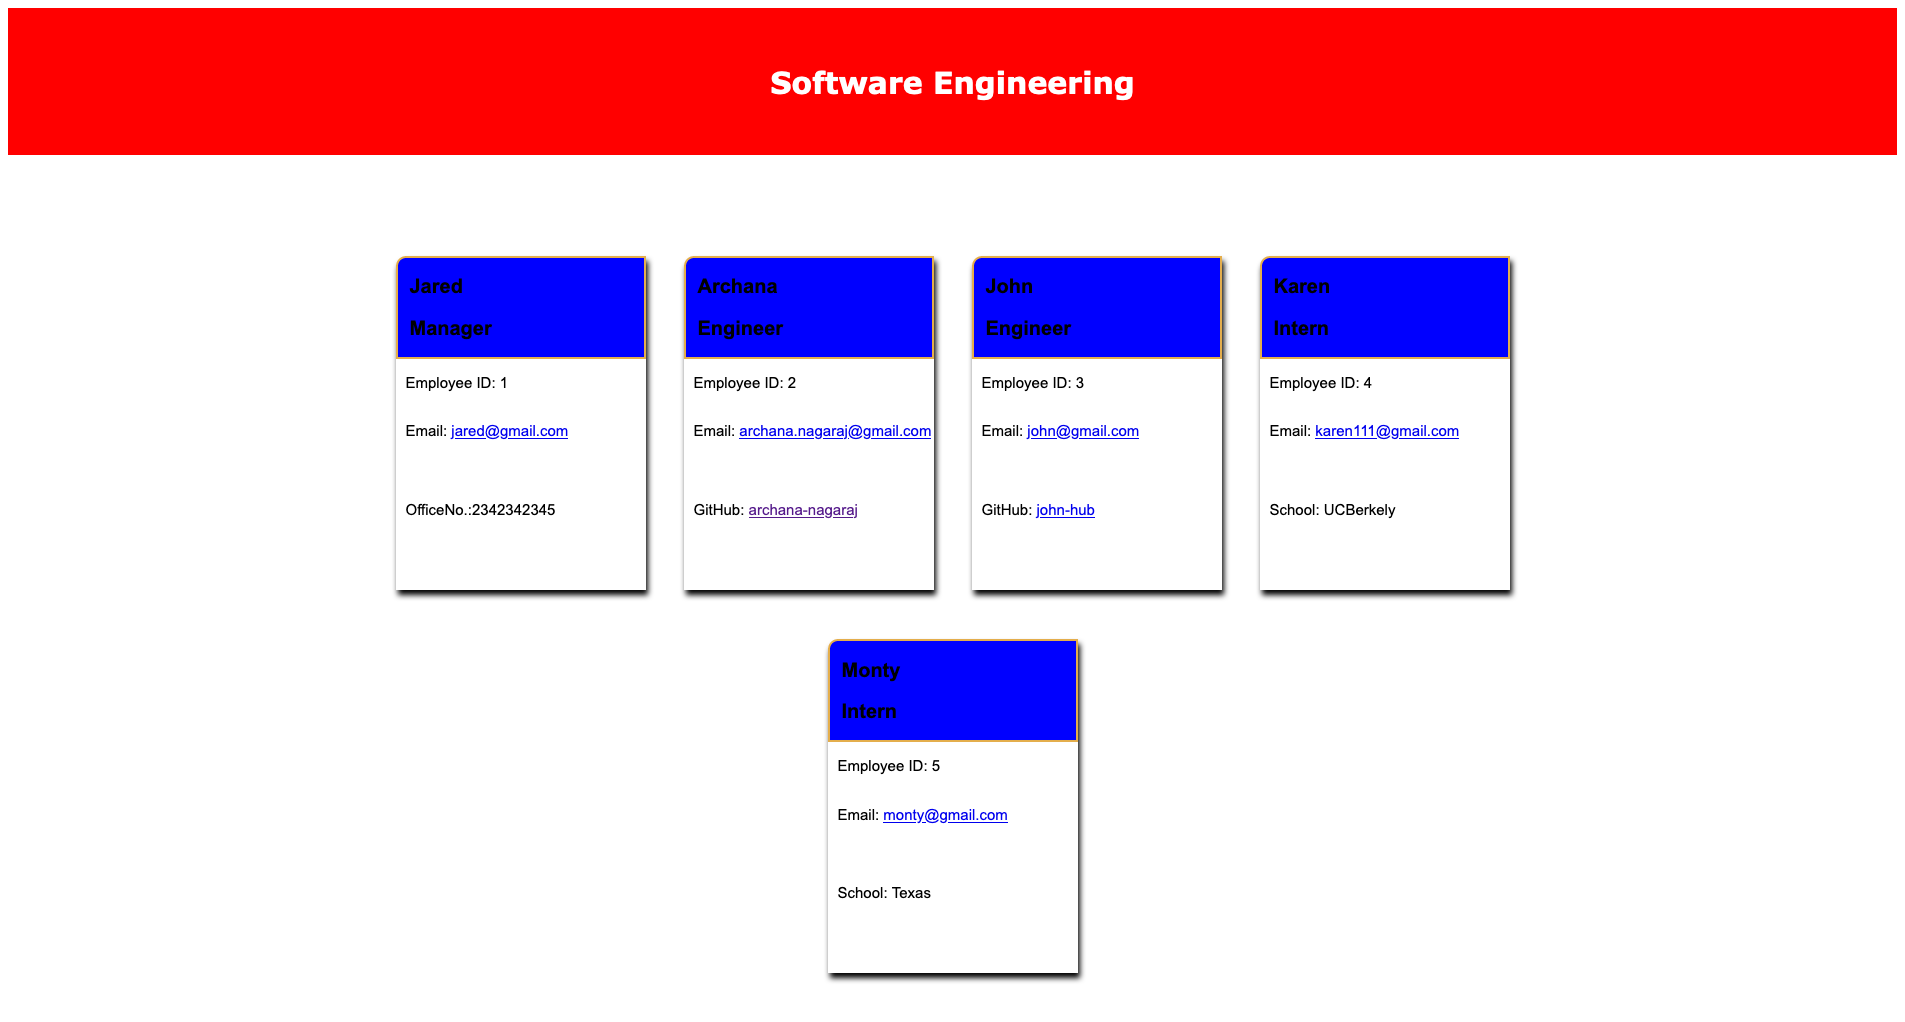 Software Engineering
Jared
Manager
Employee ID: 1
Email: jared@gmail.com
OfficeNo.:2342342345
Archana
Engineer
Employee ID: 2
Email: archana.nagaraj@gmail.com
GitHub: archana-nagaraj
John
Engineer
Employee ID: 3
Email: john@gmail.com
GitHub: john-hub
Karen
Intern
Employee ID: 4
Email: karen111@gmail.com
School: UCBerkely
Monty
Intern
Employee ID: 5
Email: monty@gmail.com
School: Texas